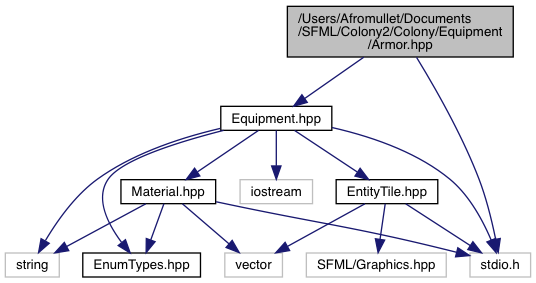 /Users/Afromullet/Documents
/SFML/Colony2/Colony/Equipment
/Armor.hpp
Equipment.hpp
Material.hpp
iostream
EntityTile.hpp
string
EnumTypes.hpp
vector
SFML/Graphics.hpp
stdio.h